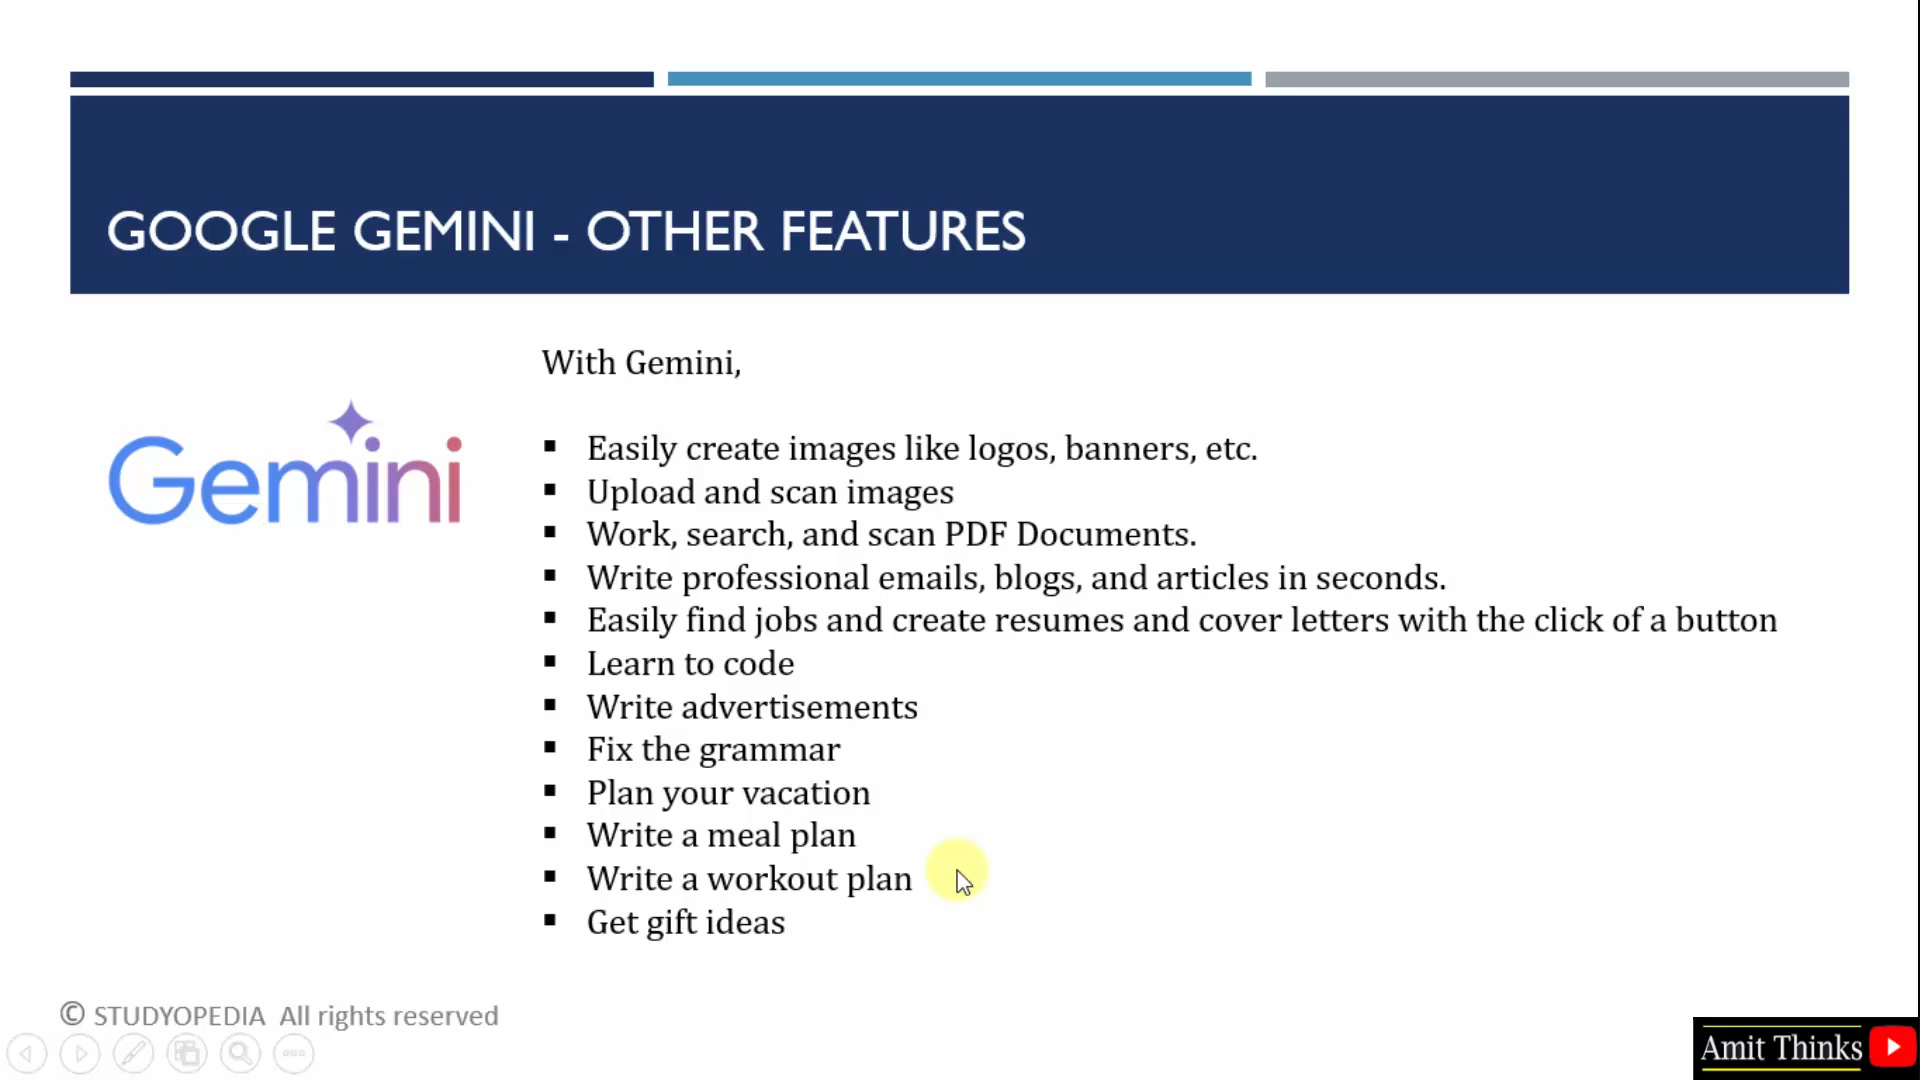 GOOGLE GEMINI - OTHER FEATURES
With Gemini,
Gemini
▪ Easily create images like logos, banners, etc.
▪ Upload and scan images
▪ Work, search, and scan PDF Documents.
▪ Write professional emails, blogs, and articles in seconds.
▪ Easily find jobs and create resumes and cover letters with the click of a button
▪ Learn to code
▪ Write advertisements
▪ Fix the grammar
▪ Plan your vacation
▪ Write a meal plan
▪ Write a workout plan
▪ Get gift ideas
© STUDYOPEDIA All rights reserved
Amit Thinks